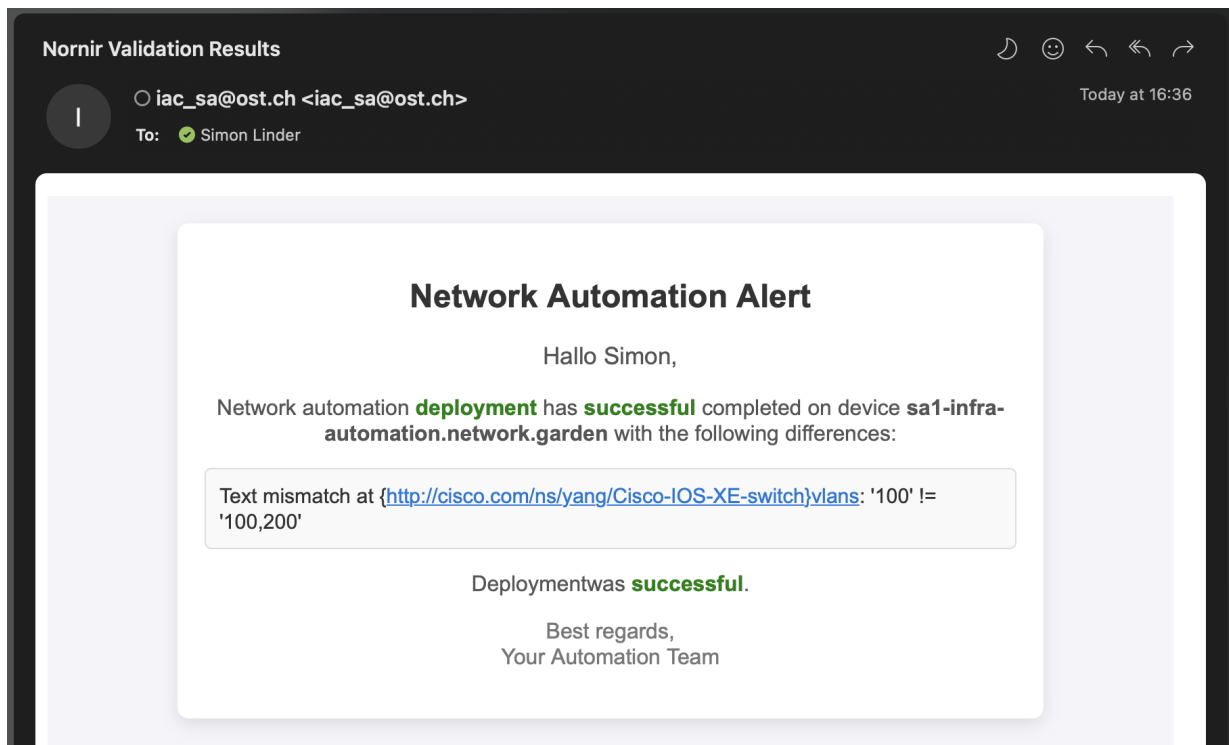 Nornir Validation Results
I
iac_sa@ost.ch <iac_sa@ost.ch>
Today at 16:36
To: Simon Linder
Network Automation Alert
Hallo Simon,
Network automation deployment has successful completed on device sa1-infra-
automation.network.garden with the following differences:
Text mismatch at {http://cisco.com/ns/yang/Cisco-IOS-XE-switch}vlans: '100' !=
'100,200'
Deploymentwas successful.
Best regards,
Your Automation Team